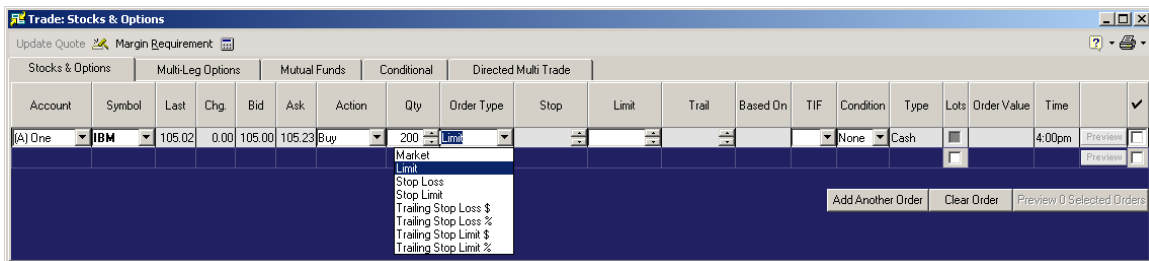 Trade: Stocks & Options
Update Quote Margin Requirement
Stocks & Options Multi-Leg Options Mutual Funds Conditional Directed Multi Trade
Account Symbol Last Chg. Bid Ask Action Qty Order Type Stop Limit Trail Based On TIF Condition Type Lots Order Value Time
(A) One IBM 105.02 0.00 105.00 105.23 Buy 200 Limit None Cash 4:00pm Preview
Market
Preview
Limit
Stop Loss
Stop Limit
Add Another Order Clear Order Preview 0 Selected Orders
Trailing Stop Loss $
Trailing Stop Loss %
Trailing Stop Limit $
Trailing Stop Limit %